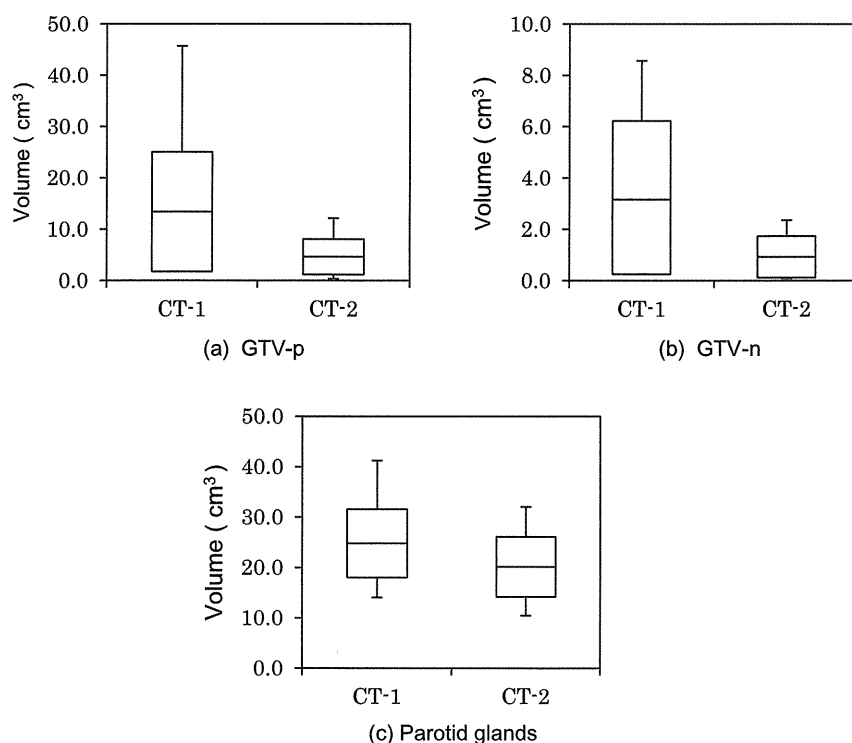 50.0
40.0
30.0
20.0
10.0
0.0
Volume ( cm³ )
CT-1 CT-2
(a) GTV-p
10.0
8.0
6.0
4.0
2.0
0.0
Volume ( cm³ )
CT-1 CT-2
(b) GTV-n
50.0
40.0
30.0
20.0
10.0
0.0
Volume ( cm³ )
CT-1 CT-2
(c) Parotid glands